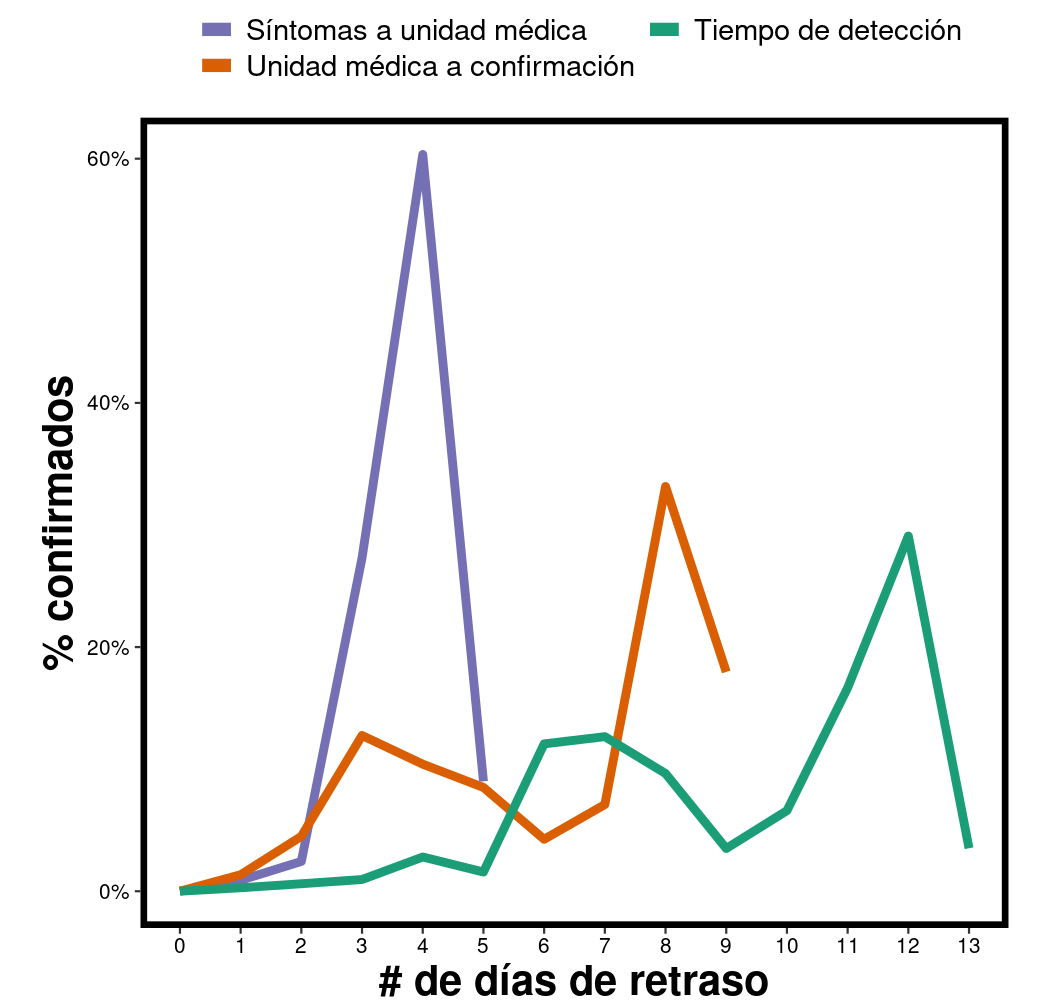 Síntomas a unidad médica
Tiempo de detección
Unidad médica a confirmación
60%
40%
20%
0%
% confirmados
0 1 2 3 4 5 6 7 8 9 10 11 12 13
# de días de retraso